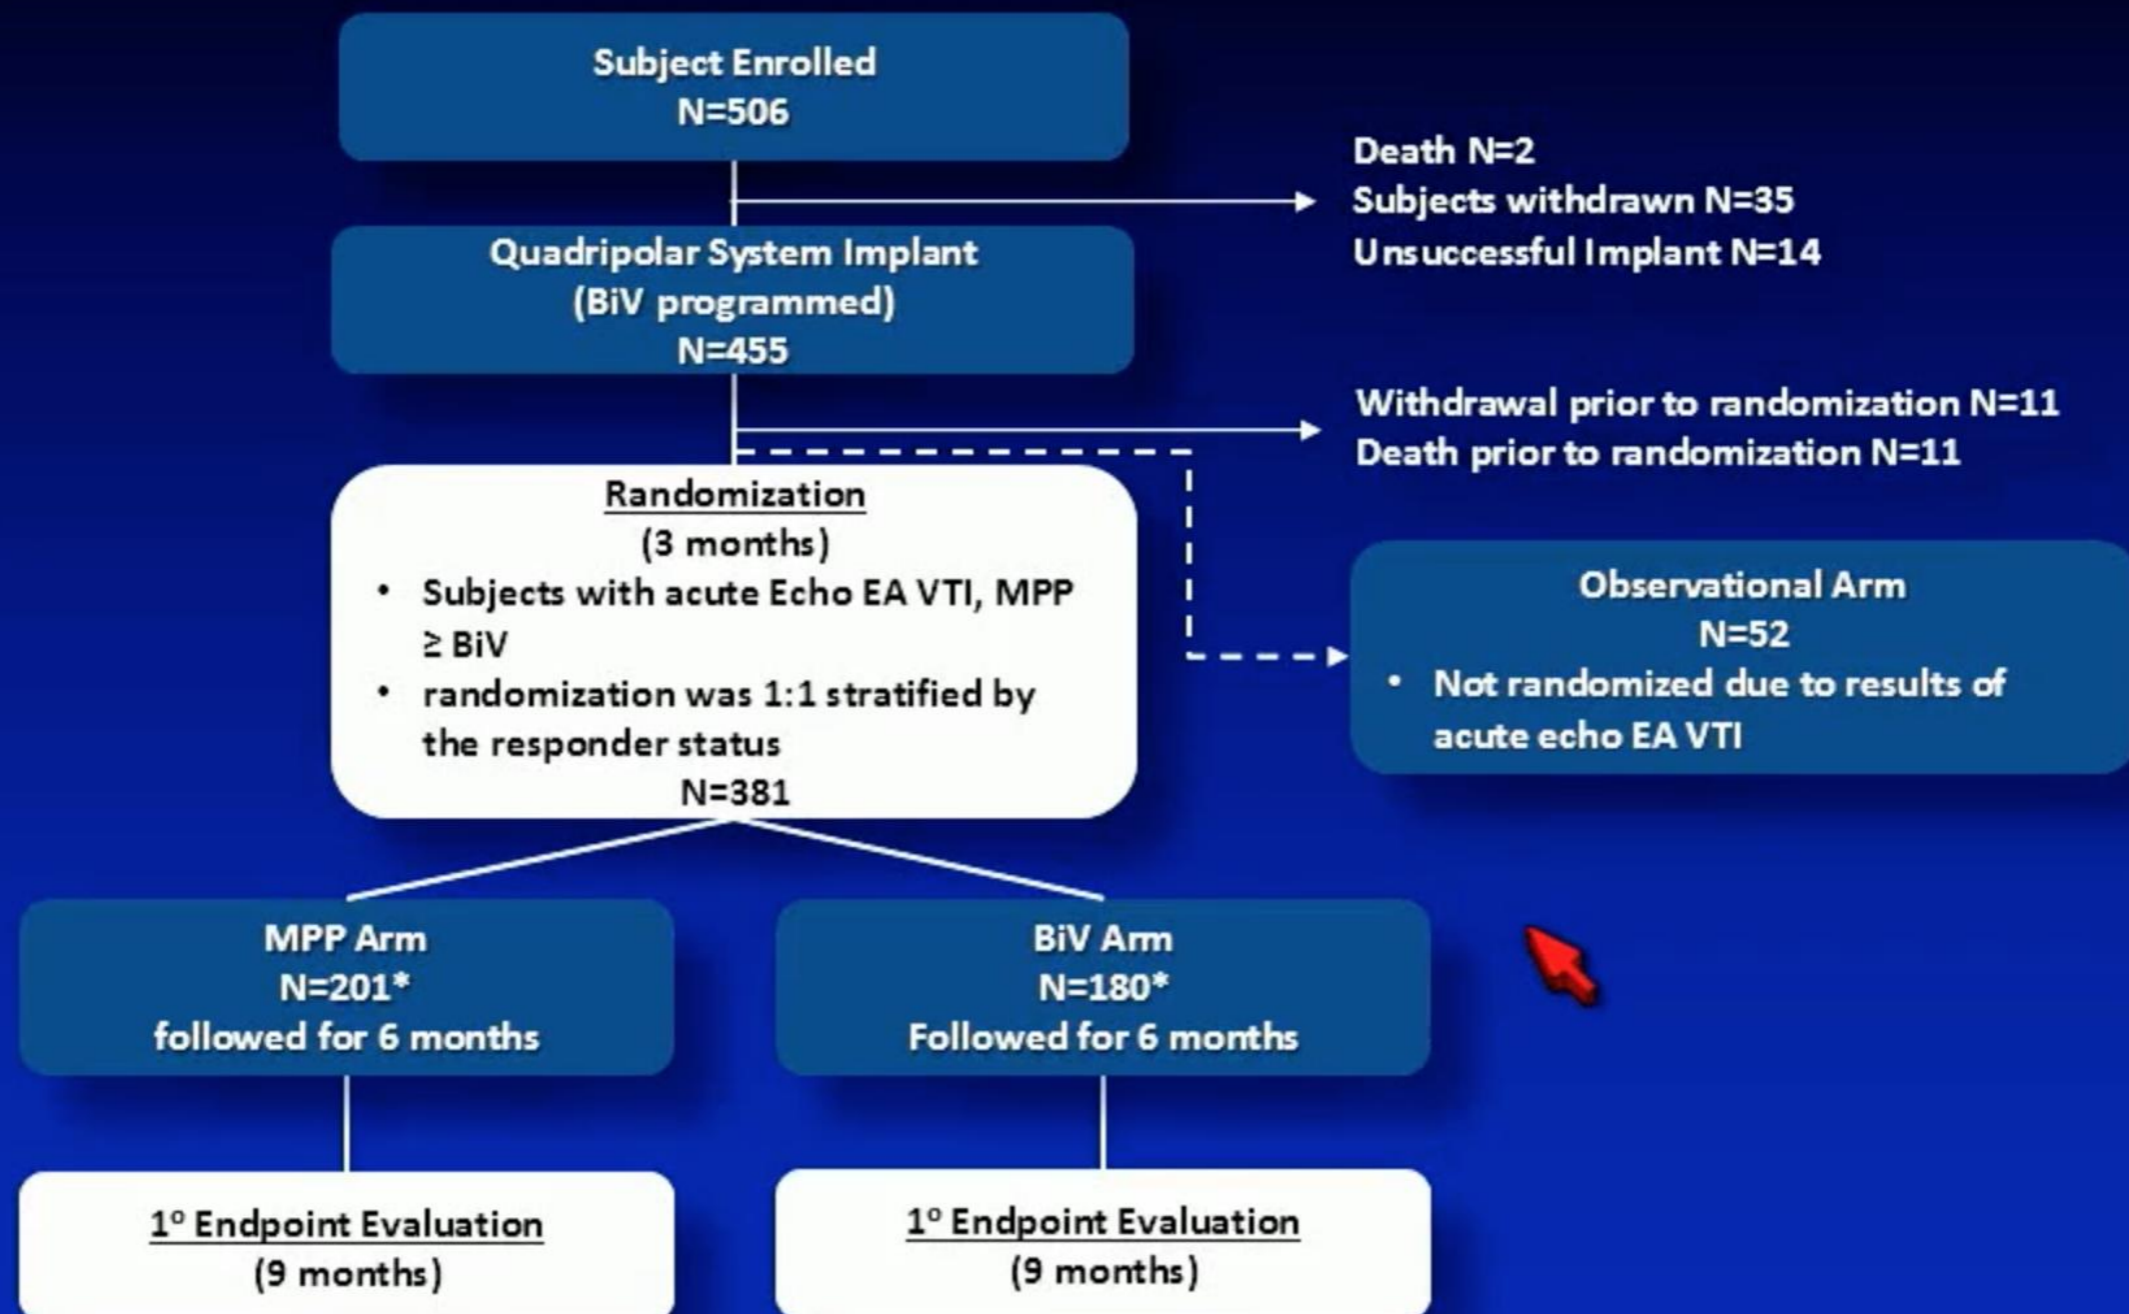 Subject Enrolled
N=506
Death N=2
Subjects withdrawn N=35
Unsuccessful Implant N=14
Quadripolar System Implant
(BiV programmed)
N=455
Withdrawal prior to randomization N=11
Death prior to randomization N=11
Randomization
(3 months)
• Subjects with acute Echo EA VTI, MPP
≥ BiV
• randomization was 1:1 stratified by
the responder status
N=381
Observational Arm
N=52
• Not randomized due to results of
acute echo EA VTI
MPP Arm
N=201*
followed for 6 months
BiV Arm
N=180*
Followed for 6 months
1º Endpoint Evaluation
(9 months)
1º Endpoint Evaluation
(9 months)